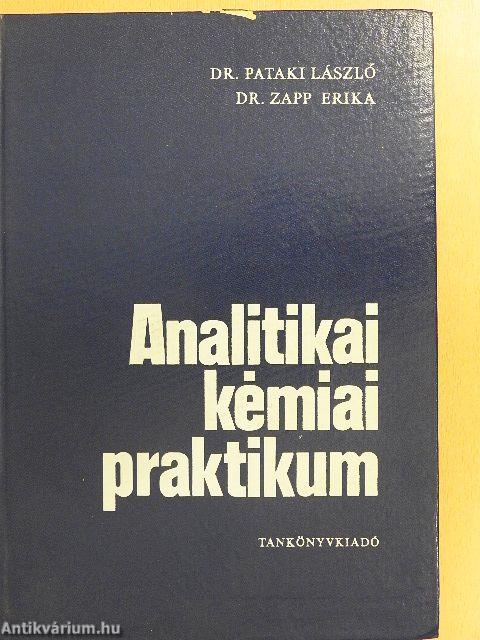 DR. PATAKI LÁSZLÓ
DR. ZAPP ERIKA
Analitikai
kémiai
praktikum
TANKÖNYVKIADÓ
Antikvárium.hu